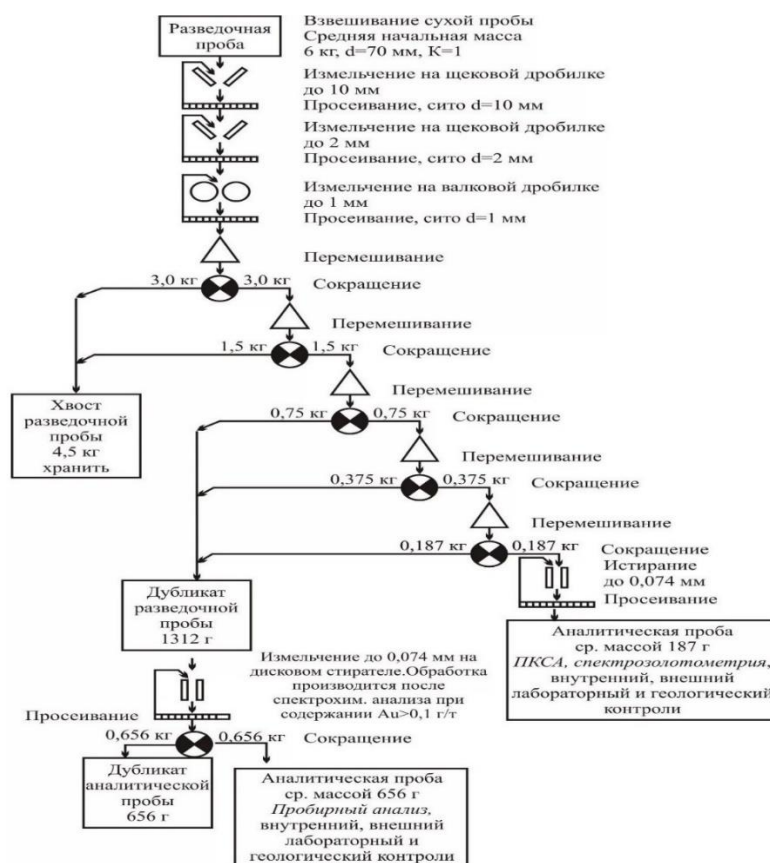 Разведочная
проба
Взвешивание сухой пробы
Средняя начальная масса
6 кг, d=70 мм, К=1
Измельчение на щековой дробилке
до 10 мм
Просеивание, сито d=10 мм
Измельчение на щековой дробилке
до 2 мм
Просеивание, сито d=2 мм
Измельчение на валковой дробилке
до 1 мм
Просеивание, сито d=1 мм
Перемешивание
3,0 кг 3,0 кг Сокращение
Перемешивание
1,5 кг 1,5 кг Сокращение
Перемешивание
Хвост
разведочной
пробы
4,5 кг
хранить
0,75 кг 0,75 кг Сокращение
Перемешивание
0,375 кг 0,375 кг Сокращение
Перемешивание
0,187 кг 0,187 кг Сокращение
Истирание
до 0,074 мм
Просеивание
Дубликат
разведочной
пробы
1312 г
Аналитическая проба
ср. массой 187 г
ПКСА, спектрозолотометрия,
внутренний, внешний
лабораторный и геологический
контроли
Измельчение до 0,074 мм на
дисковом стирателе.Обработка
производится после
спектрохим. анализа при
содержании Au>0,1 г/т
Просеивание
0,656 кг 0,656 кг Сокращение
Дубликат
аналитической
пробы
656 г
Аналитическая проба
ср. массой 656 г
Пробирный анализ,
внутренний, внешний
лабораторный и
геологический контроли